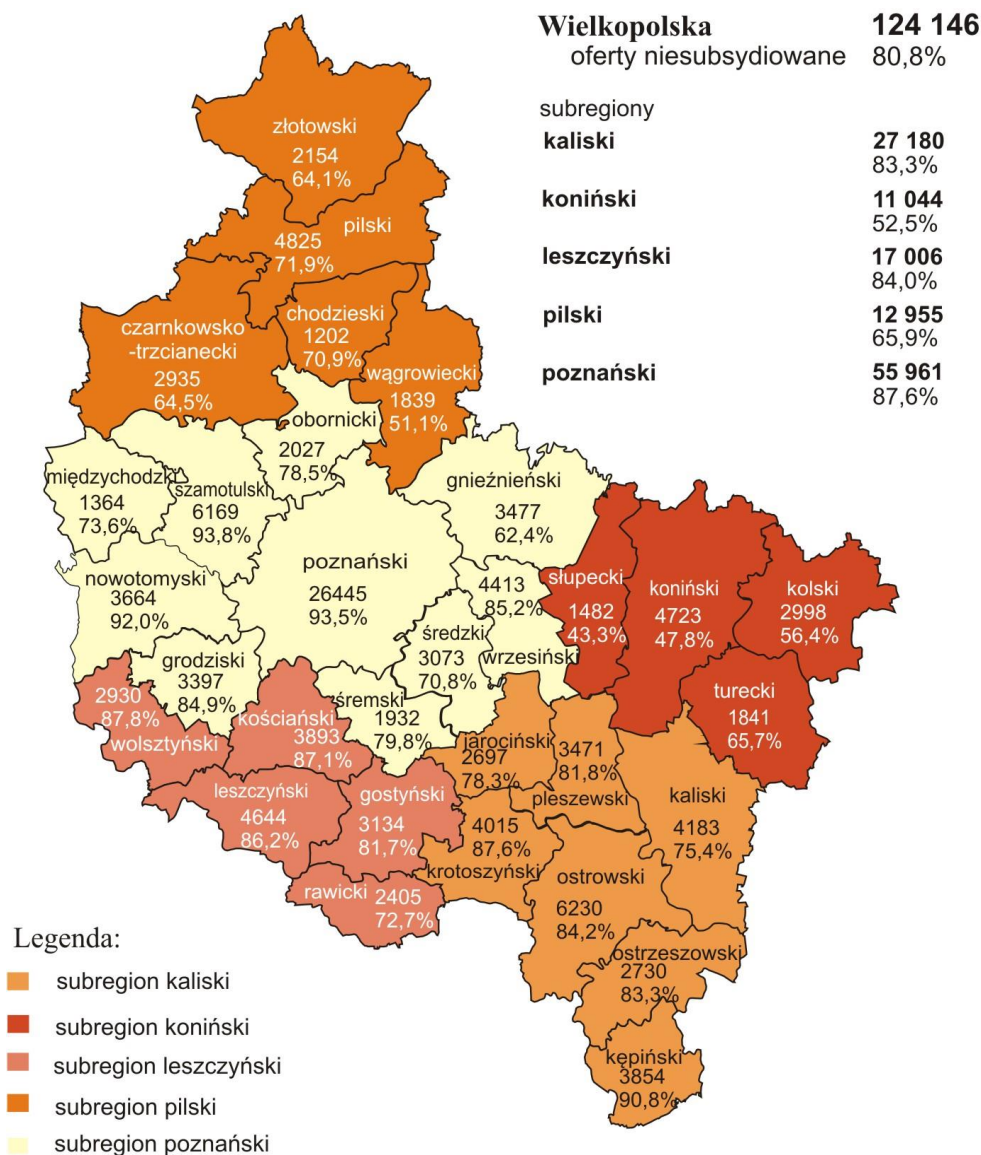 Wielkopolska 124 146
oferty niesubsydiowane 80,8%
subregiony
kaliski 27 180
83,3%
koniński 11 044
52,5%
leszczyński 17 006
84,0%
pilski 12 955
65,9%
poznański 55 961
87,6%
złotowski
2154
64,1%
pilski
4825
71,9%
chodzieski
1202
70,9%
czarnkowsko
-trzcianecki
2935
64,5%
wągrowiecki
1839
51,1%
obornicki
2027
78,5%
międzychodzki
1364
73,6%
szamotulski
6169
93,8%
gnieźnieński
3477
62,4%
poznański
26445
93,5%
nowotomyski
3664
92,0%
4413
85,2%
wrzesiński
słupecki
1482
43,3%
koniński
4723
47,8%
kolski
2998
56,4%
średzki
3073
70,8%
grodziski
3397
84,9%
turecki
1841
65,7%
2930
87,8%
wolsztyński
kościański
3893
87,1%
śremski
1932
79,8%
jarociński
2697
78,3%
3471
81,8%
pleszewski
kaliski
4183
75,4%
leszczyński
4644
86,2%
gostyński
3134
81,7%
4015
87,6%
krotoszyński
ostrowski
6230
84,2%
rawicki 2405
72,7%
ostrzeszowski
2730
83,3%
kępiński
3854
90,8%
Legenda:
subregion kaliski
subregion koniński
subregion leszczyński
subregion pilski
subregion poznański